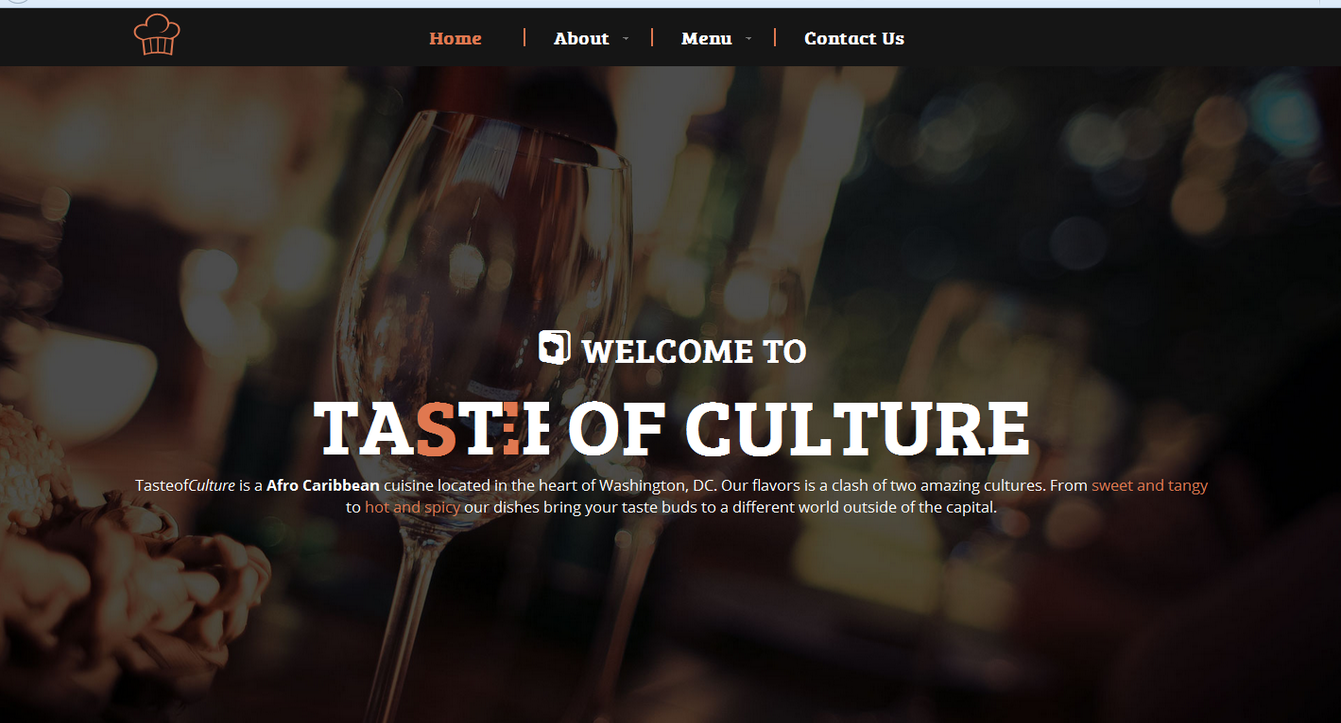 Home
About
Menu
Contact Us
WELCOME TO
TASTE OF CULTURE
TasteofCulture is a Afro Caribbean cuisine located in the heart of Washington, DC. Our flavors is a clash of two amazing cultures. From sweet and tangy
to hot and spicy our dishes bring your taste buds to a different world outside of the capital.